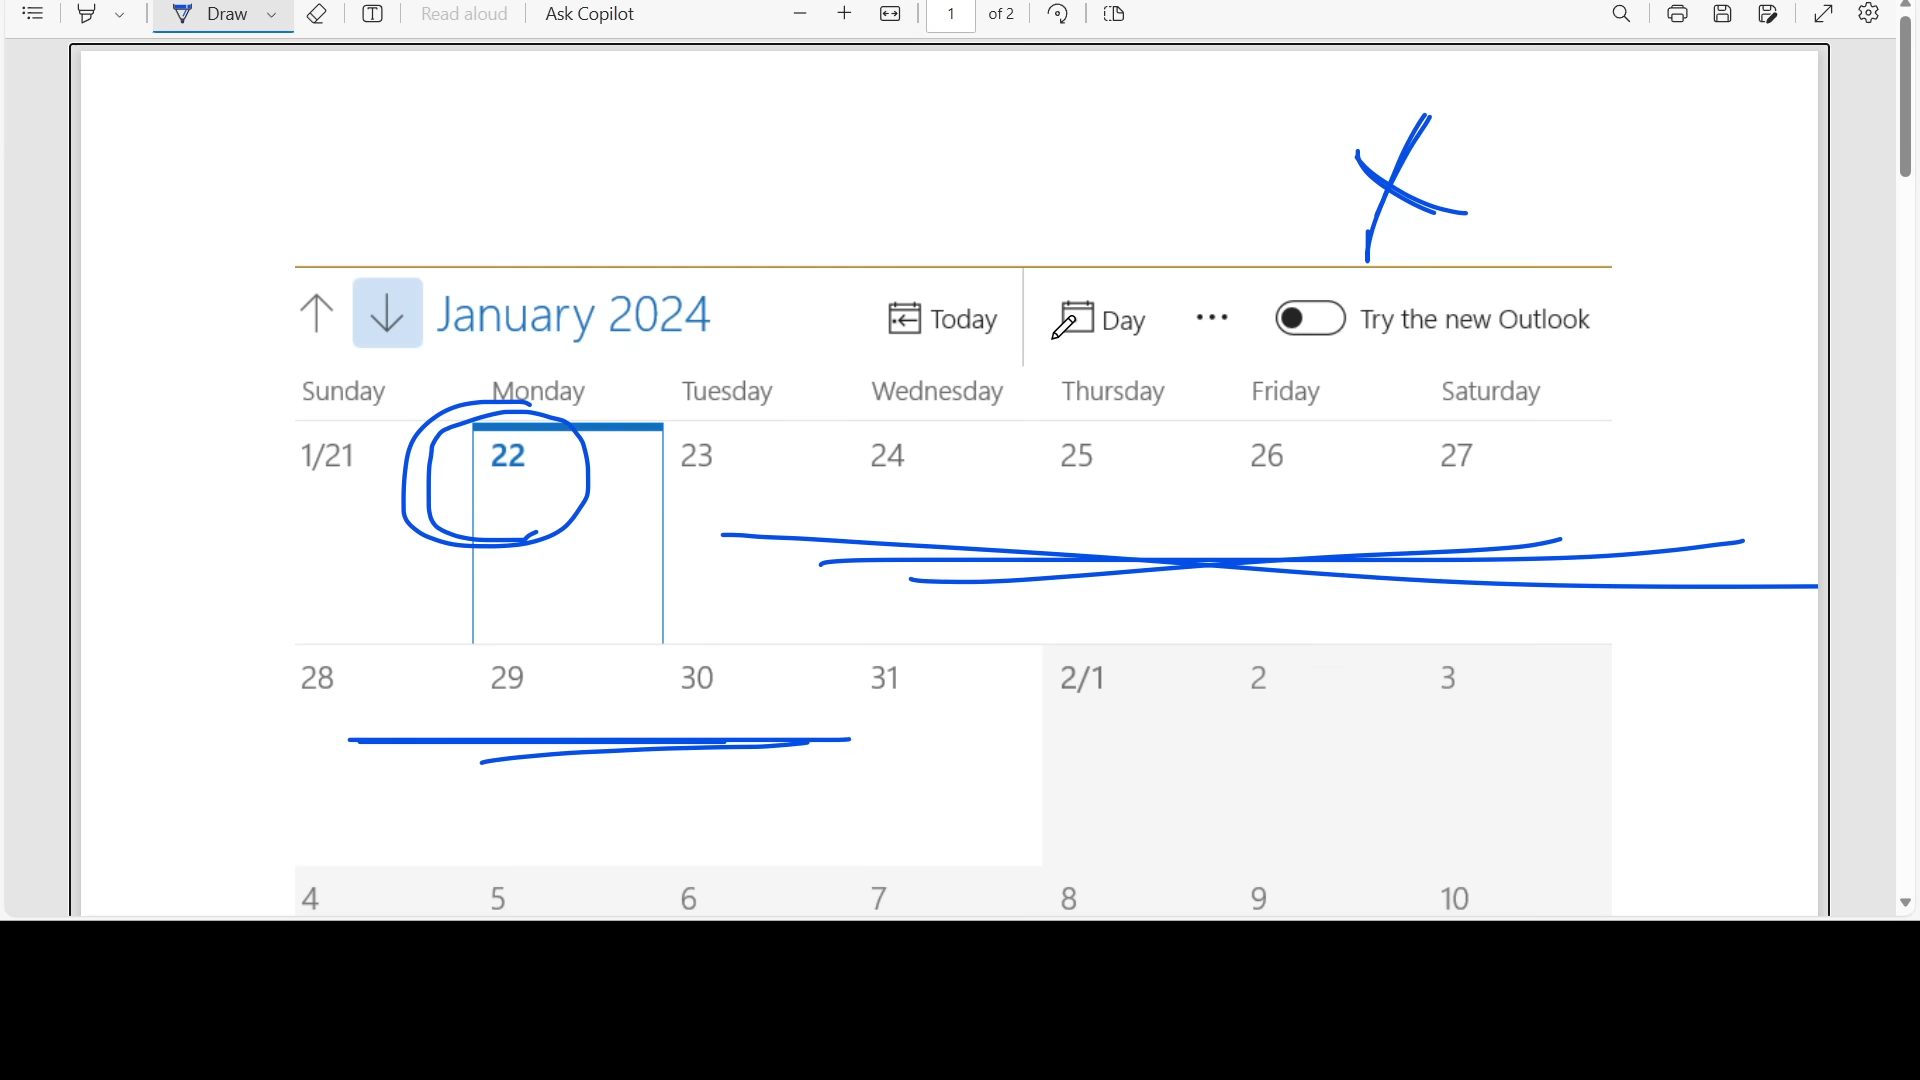 Draw Read aloud Ask Copilot 1 of 2
January 2024 Today Day ... Try the new Outlook
Sunday Monday Tuesday Wednesday Thursday Friday Saturday
1/21 22 23 24 25 26 27
28 29 30 31 2/1 2 3
4 5 6 7 8 9 10